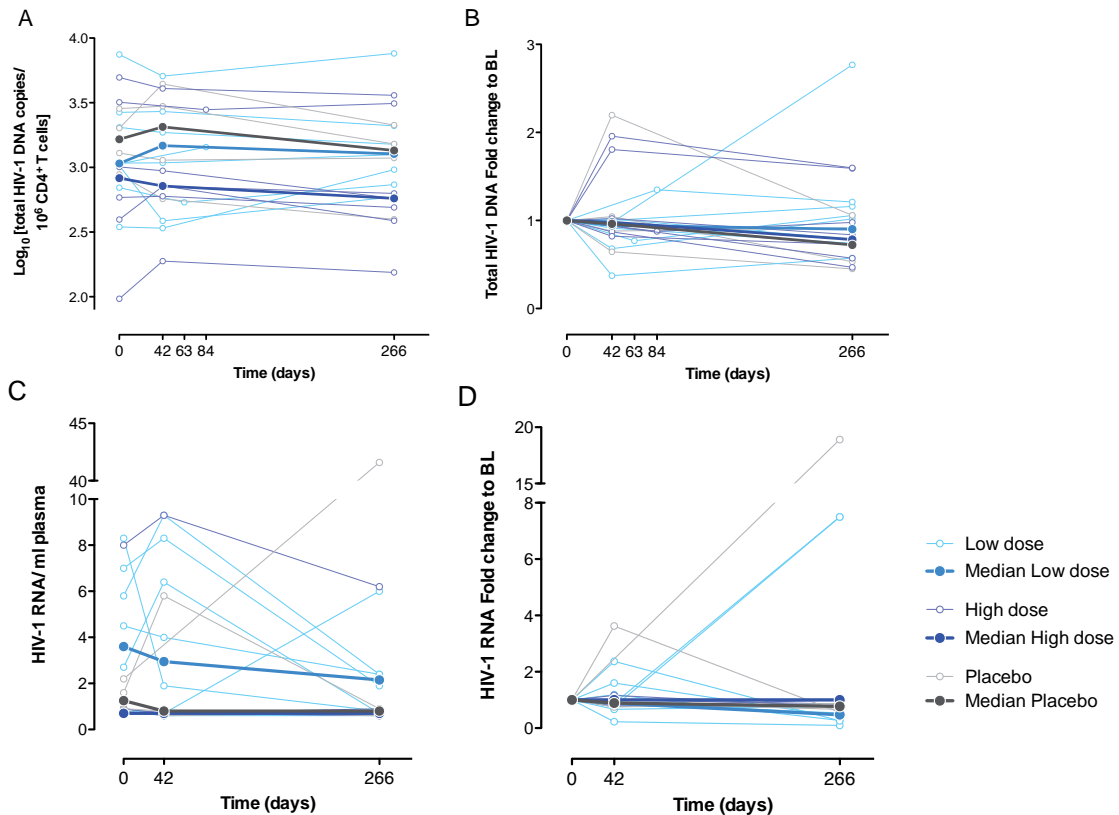 A
Log10 [total HIV-1 DNA copies/
10^6 CD4+ T cells]
4.0
3.5
3.0
2.5
2.0
0 42 63 84 266
Time (days)
B
Total HIV-1 DNA Fold change to BL
3
2
1
0
0 42 63 84 266
Time (days)
C
HIV-1 RNA/ ml plasma
45
40
10
8
6
4
2
0
0 42 266
Time (days)
D
HIV-1 RNA Fold change to BL
20
15
8
6
4
2
0
0 42 266
Time (days)
Low dose
Median Low dose
High dose
Median High dose
Placebo
Median Placebo